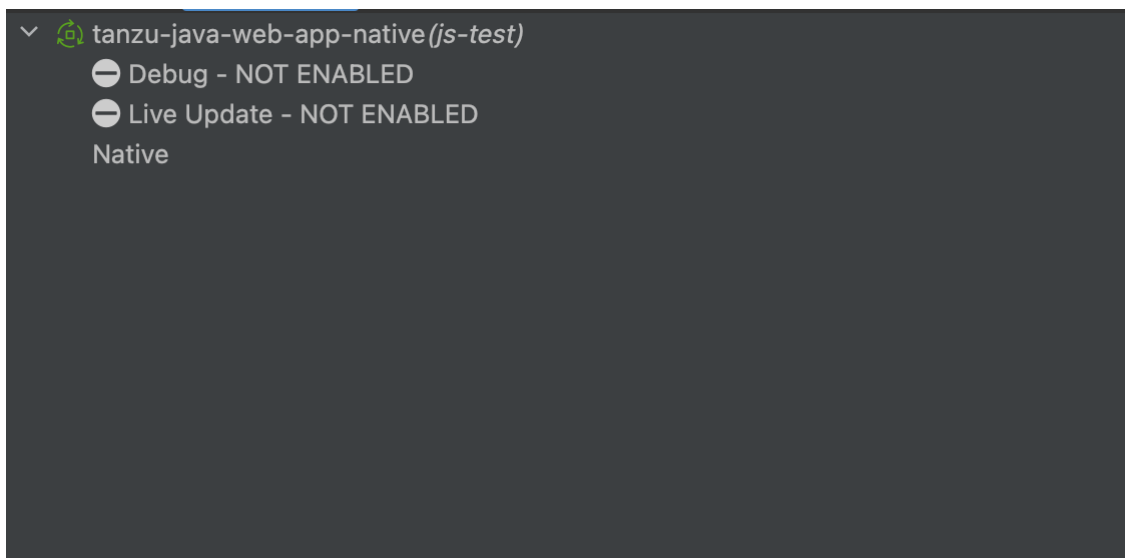 tanzu-java-web-app-native (js-test)
Debug - NOT ENABLED
Live Update - NOT ENABLED
Native